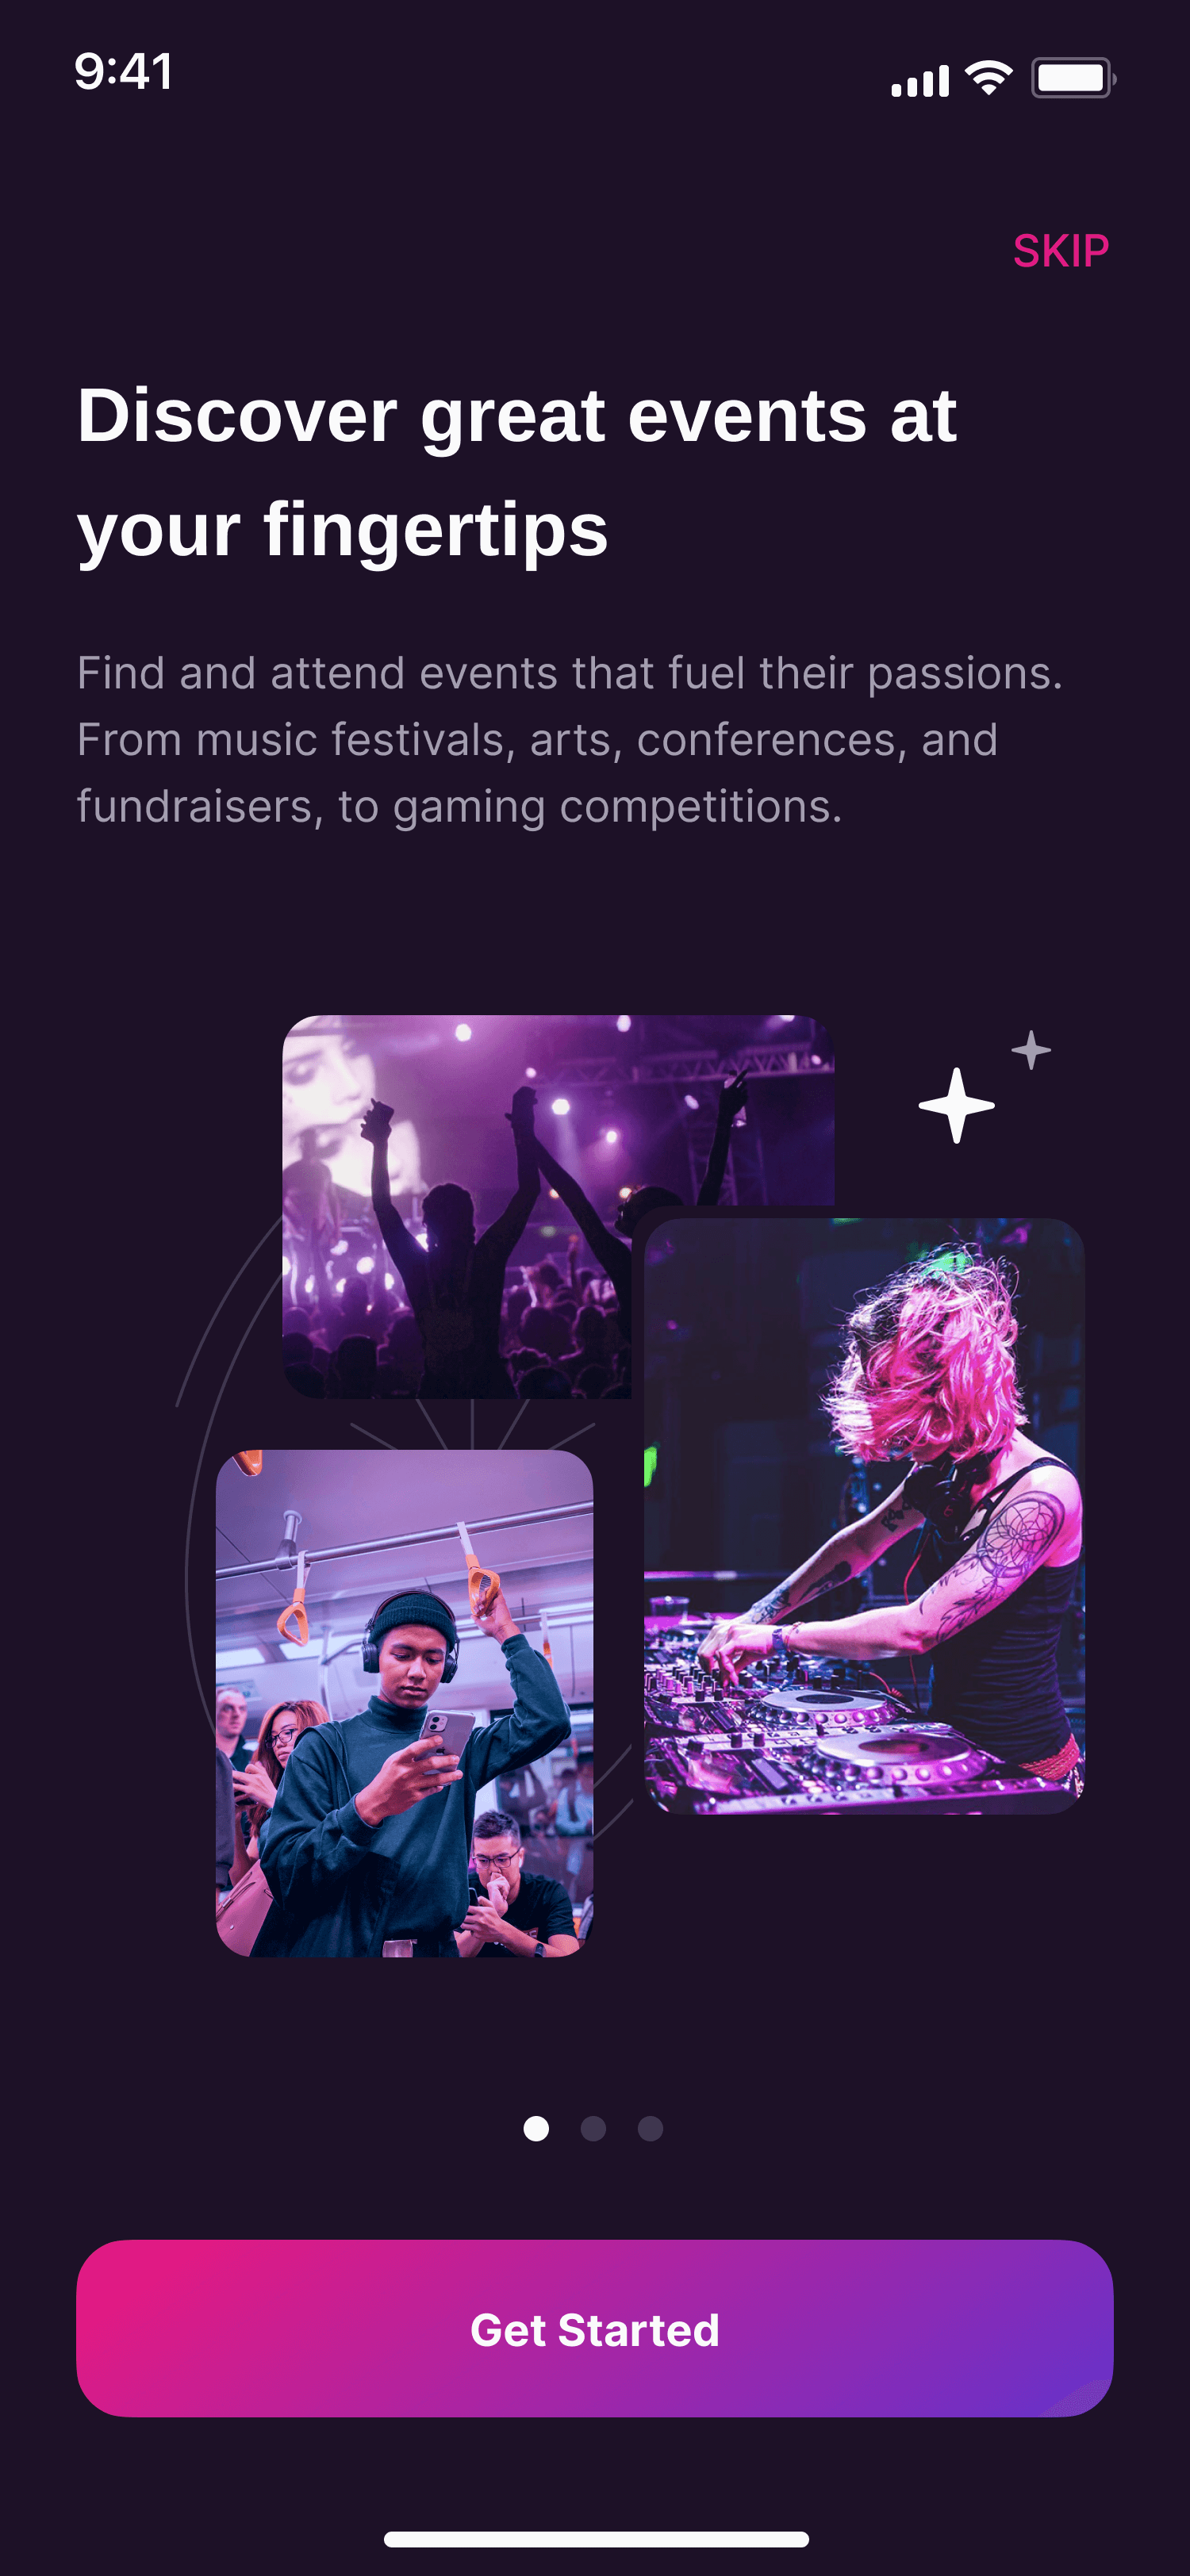 9:41
SKIP
Discover great events at
your fingertips
Find and attend events that fuel their passions.
From music festivals, arts, conferences, and
fundraisers, to gaming competitions.
Get Started